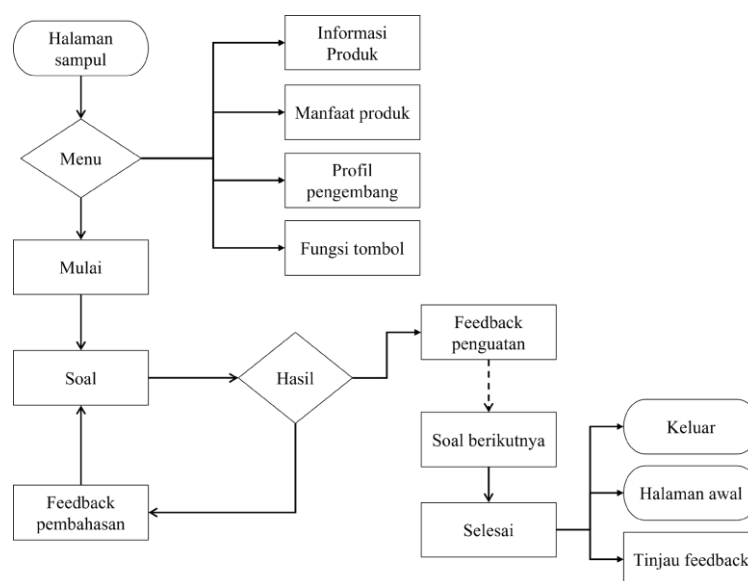 Halaman
sampul
Informasi
Produk
Manfaat produk
Menu
Profil
pengembang
Fungsi tombol
Mulai
Soal
Hasil
Feedback
penguatan
Soal berikutnya
Keluar
Feedback
pembahasan
Halaman awal
Selesai
Tinjau feedback